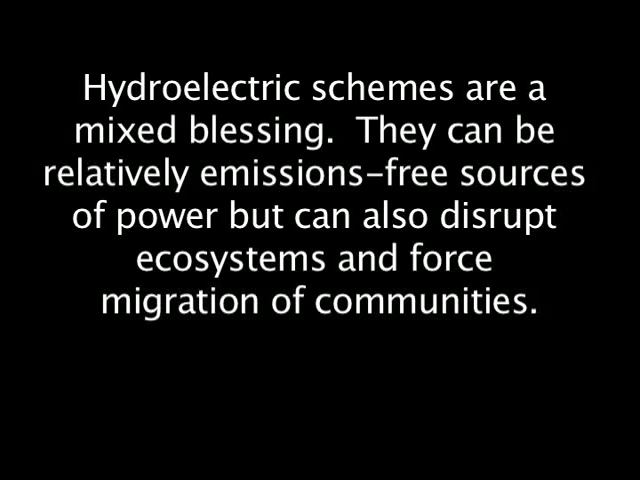 Hydroelectric schemes are a
mixed blessing.  They can be
relatively emissions-free sources
of power but can also disrupt
ecosystems and force
migration of communities.